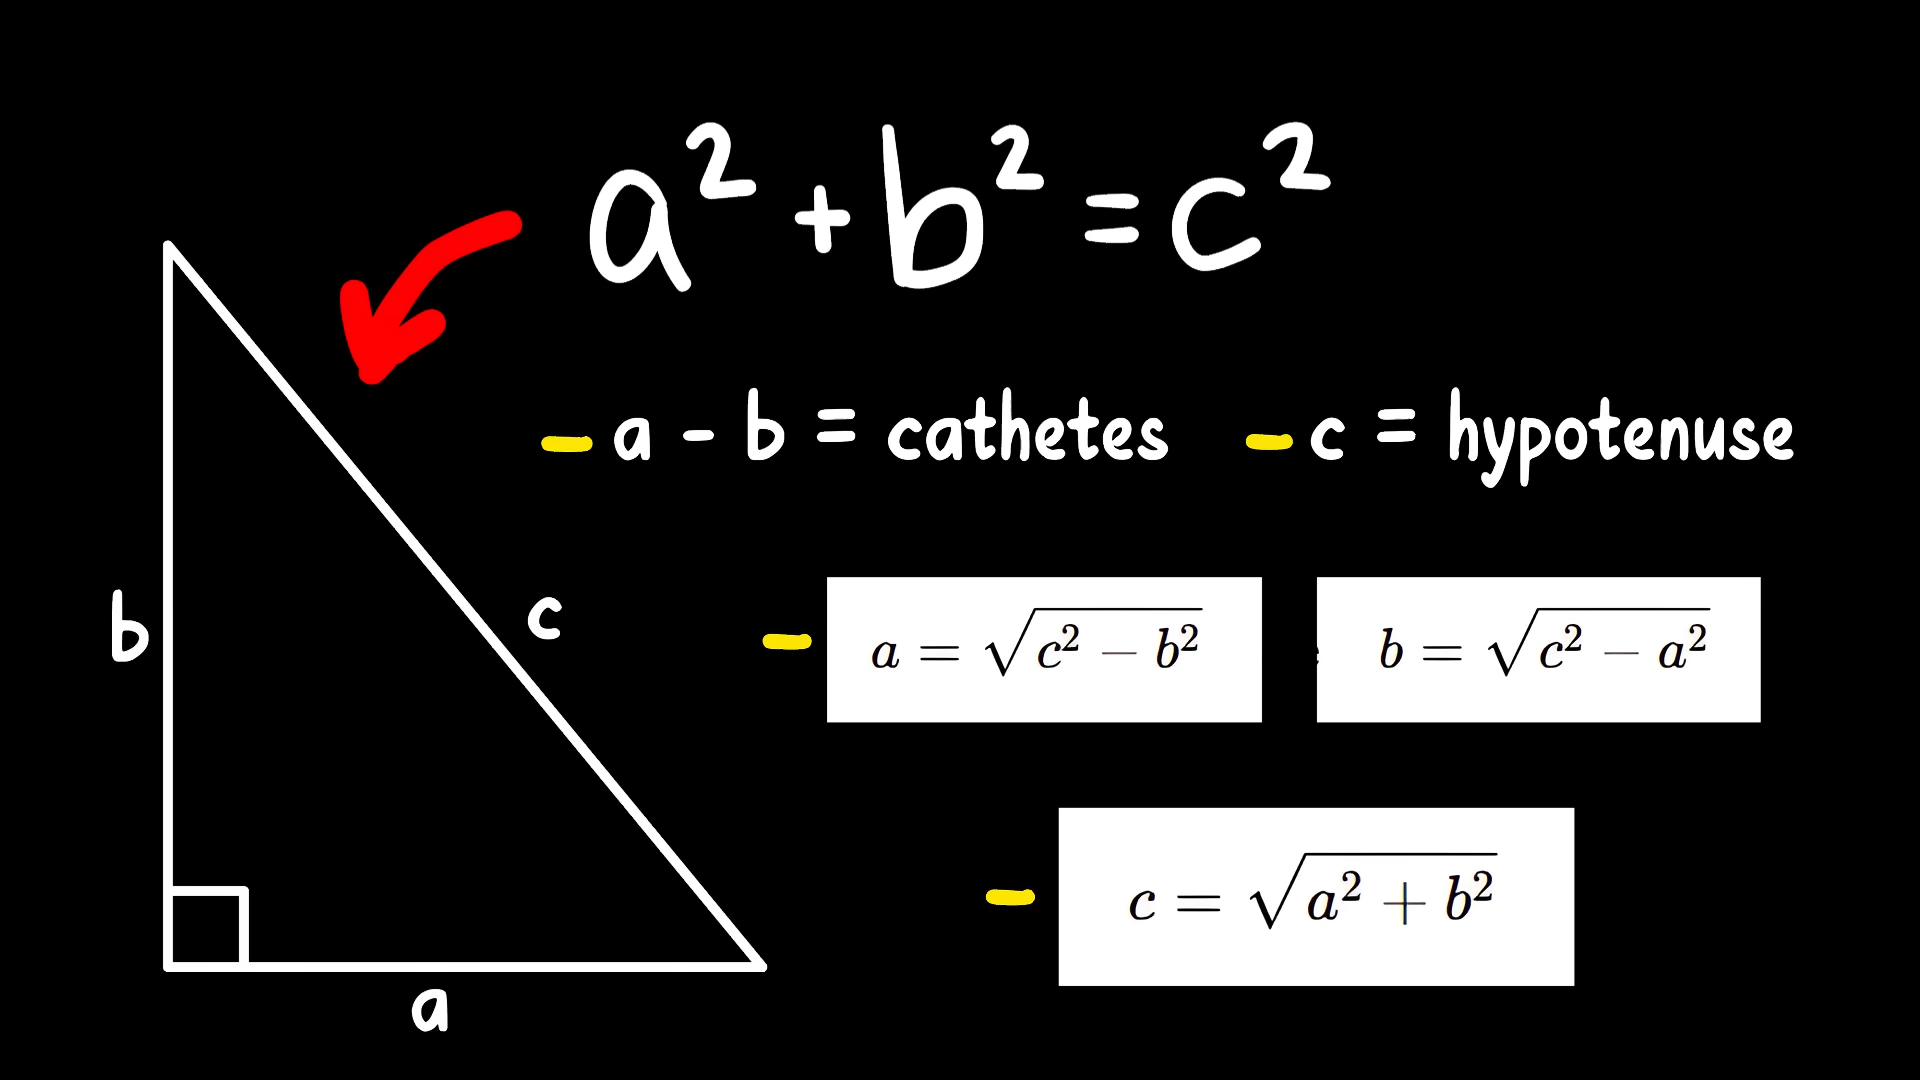 a² + b² = c²
- a - b = cathetes - c = hypotenuse
b
c
- a = √(c² − b²) b = √(c² − a²)
- c = √(a² + b²)
a